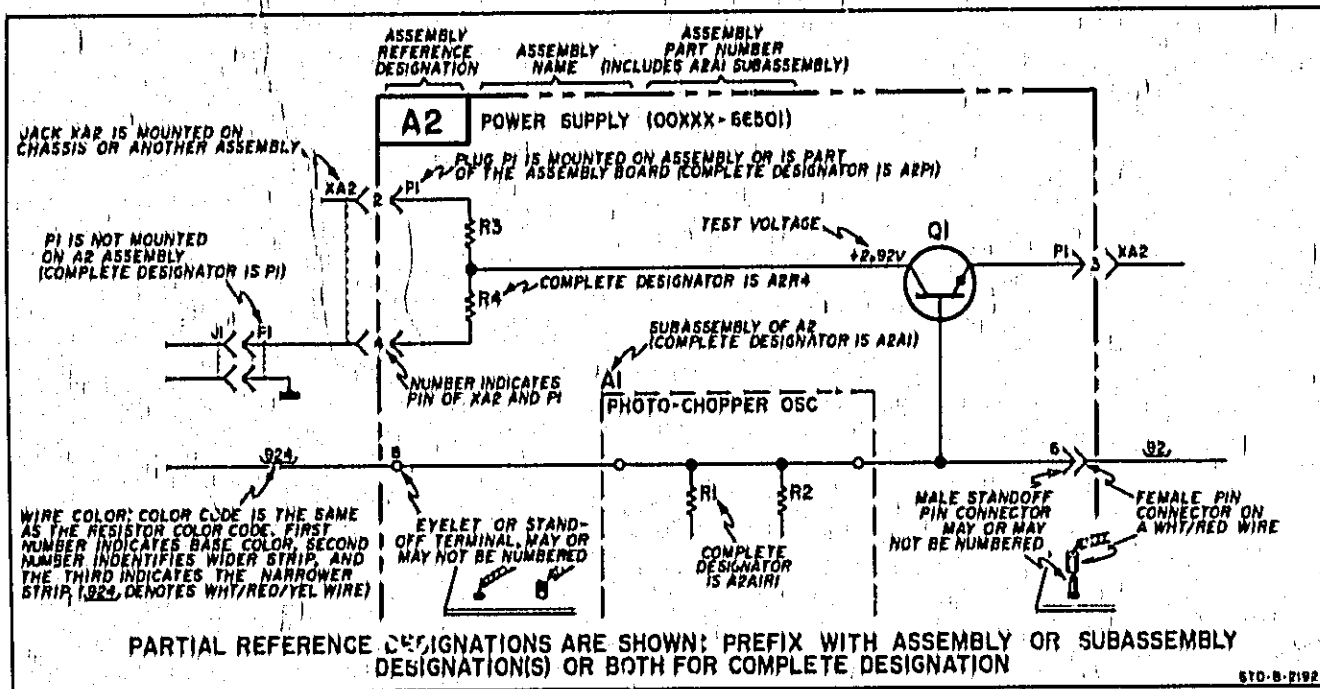 ASSEMBLY
REFERENCE
DESIGNATION
ASSEMBLY
NAME
ASSEMBLY
PART NUMBER
(INCLUDES A2A1 SUBASSEMBLY)
A2
POWER SUPPLY (00XXX-6E501)
JACK XA2 IS MOUNTED ON
CHASSIS OR ANOTHER ASSEMBLY
PLUG P1 IS MOUNTED ON ASSEMBLY OR IS PART
OF THE ASSEMBLY BOARD (COMPLETE DESIGNATOR IS A2P1)
XA2
2
P1
R3
TEST VOLTAGE
+2.92V
Q1
P1
3
XA2
P1 IS NOT MOUNTED
ON A2 ASSEMBLY
(COMPLETE DESIGNATOR IS P1)
R4
COMPLETE DESIGNATOR IS A2R4
J1
P1
4
SUBASSEMBLY OF A2
(COMPLETE DESIGNATOR IS A2A1)
NUMBER INDICATES
PIN OF XA2 AND P1
A1
PHOTO-CHOPPER OSC
924
6
92
R1
R2
WIRE COLOR: COLOR CODE IS THE SAME
AS THE RESISTOR COLOR CODE. FIRST
NUMBER INDICATES BASE COLOR, SECOND
NUMBER INDENTIFIES WIDER STRIP, AND
THE THIRD INDICATES THE NARROWER
STRIP. (924, DENOTES WHT/RED/YEL WIRE)
EYELET OR STAND-
OFF TERMINAL, MAY OR
MAY NOT BE NUMBERED
COMPLETE
DESIGNATOR
IS A2A1R1
MALE STANDOFF
PIN CONNECTOR
MAY OR MAY
NOT BE NUMBERED
FEMALE PIN
CONNECTOR ON
A WHT/RED WIRE
PARTIAL REFERENCE DESIGNATIONS ARE SHOWN: PREFIX WITH ASSEMBLY OR SUBASSEMBLY
DESIGNATION(S) OR BOTH FOR COMPLETE DESIGNATION
STD-B-2192